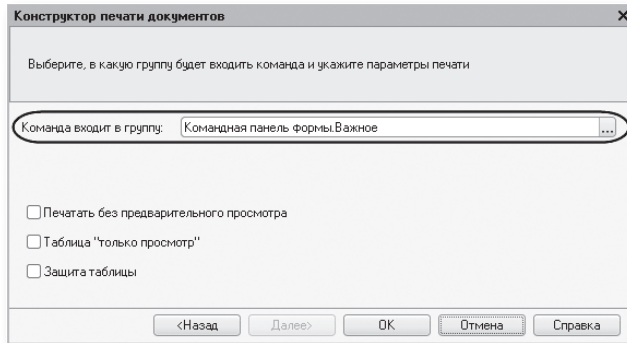 Конструктор печати документов
Выберите, в какую группу будет входить команда и укажите параметры печати
Команда входит в группу: Командная панель формы.Важное ...
Печатать без предварительного просмотра
Таблица "только просмотр"
Защита таблицы
<Назад Далее> OK Отмена Справка